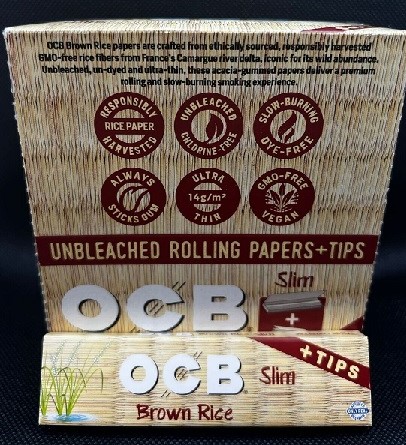 OCB Brown Rice papers are crafted from ethically sourced, responsibly harvested
GMO-free rice fibers from France's Camargue river delta, iconic for its wild abundance.
Unbleached, un-dyed and ultra-thin, these acacia-gummed papers deliver a premium
rolling and slow-burning smoking experience.
RESPONSIBLY
RICE PAPER
HARVESTED
UNBLEACHED
CHLORINE-FREE
SLOW-BURNING
DYE-FREE
ALWAYS
STICKS GUM
ULTRA
14g/m²
THIN
GMO-FREE
VEGAN
UNBLEACHED ROLLING PAPERS+TIPS
OCB
Slim
+
OCB
Slim
+TIPS
Brown Rice